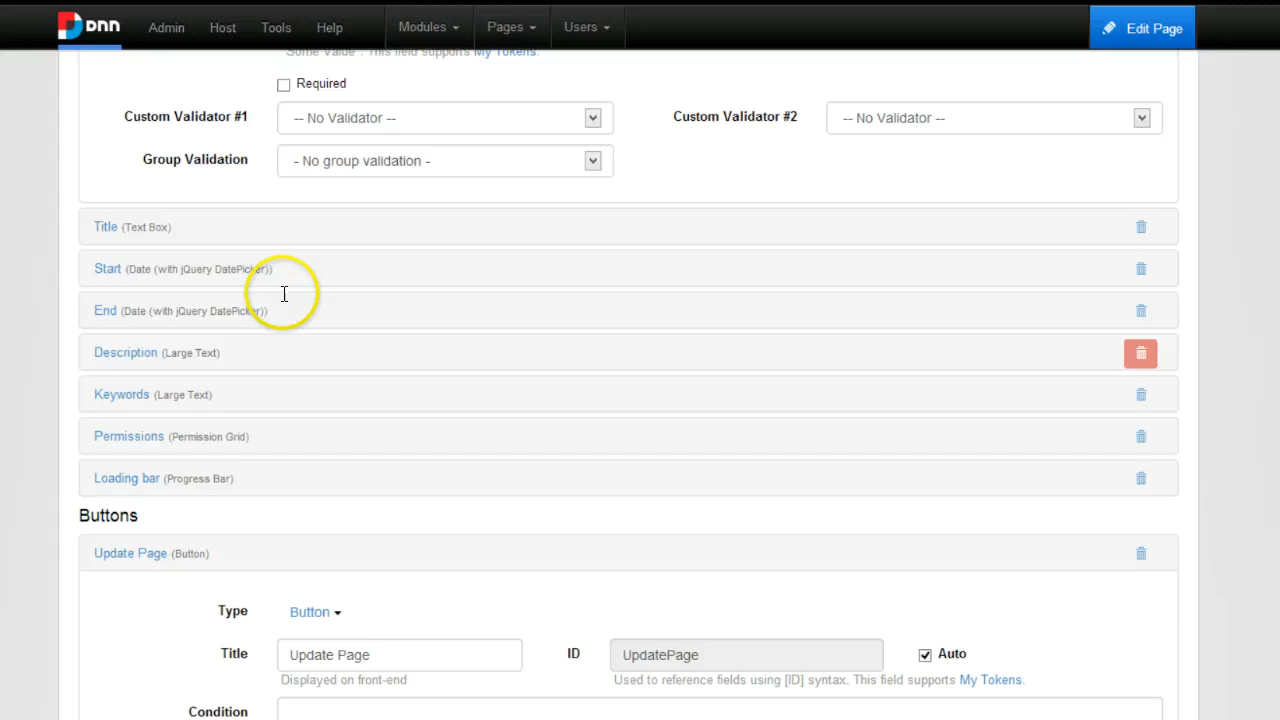 DNN Admin Host Tools Help Modules Pages Users Edit Page
"Some Value". This field supports My Tokens.
Required
Custom Validator #1 -- No Validator -- Custom Validator #2 -- No Validator --
Group Validation - No group validation -
Title (Text Box)
Start (Date (with jQuery DatePicker))
End (Date (with jQuery DatePicker))
Description (Large Text)
Keywords (Large Text)
Permissions (Permission Grid)
Loading bar (Progress Bar)
Buttons
Update Page (Button)
Type Button
Title Update Page ID UpdatePage Auto
Displayed on front-end Used to reference fields using [ID] syntax. This field supports My Tokens.
Condition